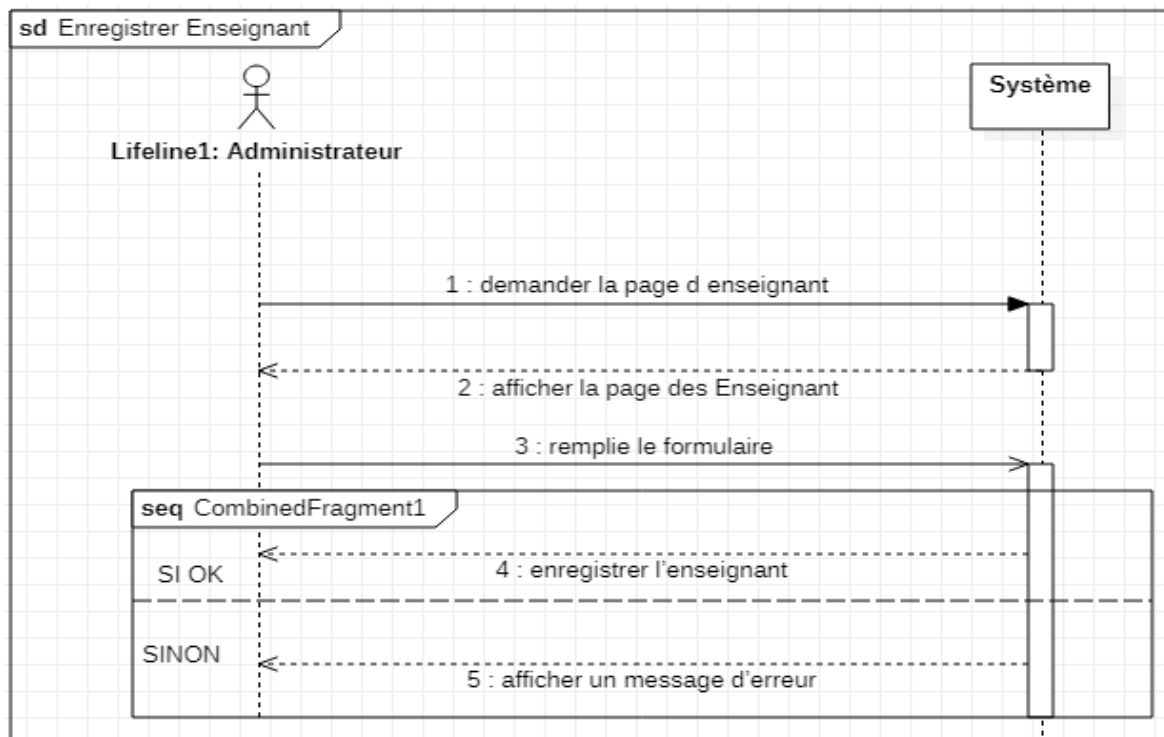 sd Enregistrer Enseignant
Système
Lifeline1: Administrateur
1 : demander la page d enseignant
2 : afficher la page des Enseignant
3 : remplie le formulaire
seq CombinedFragment1
SI OK
4 : enregistrer l'enseignant
SINON
5 : afficher un message d'erreur